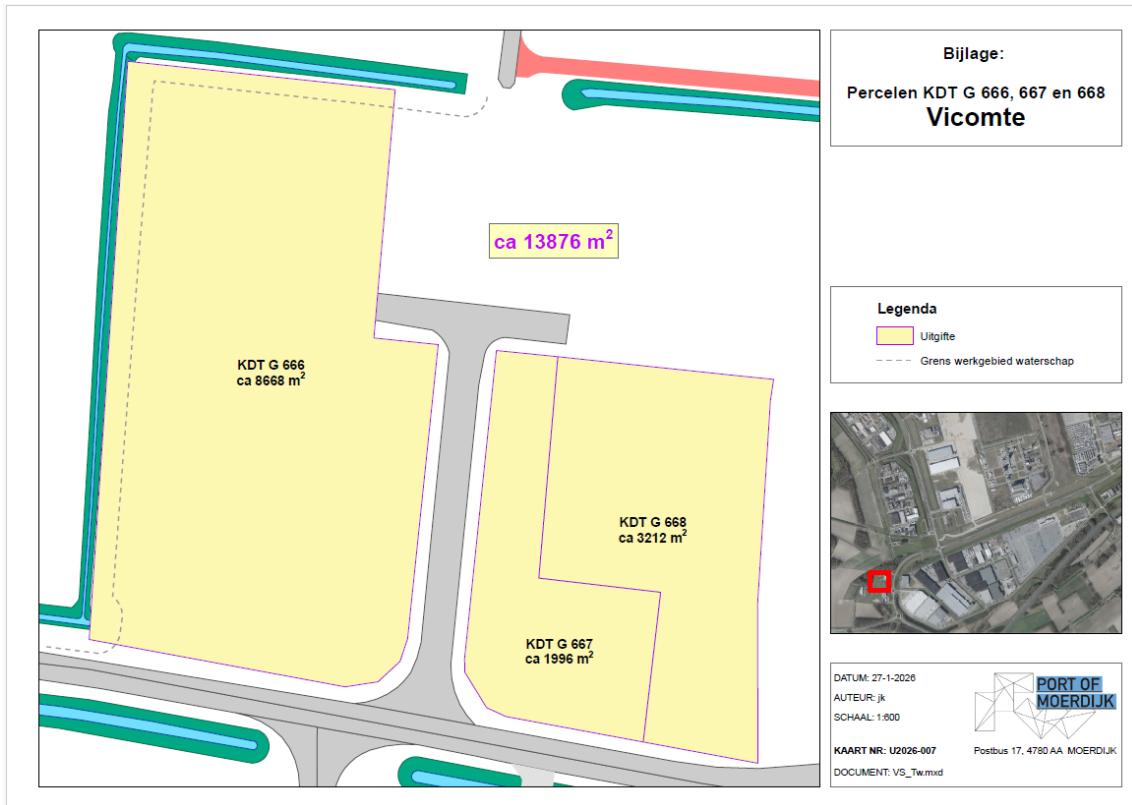 Bijlage:
Percelen KDT G 666, 667 en 668
Vicomte
ca 13876 m²
Legenda
Uitgifte
Grens werkgebied waterschap
KDT G 666
ca 8668 m²
KDT G 668
ca 3212 m²
KDT G 667
ca 1996 m²
DATUM: 27-1-2026
AUTEUR: jk
SCHAAL: 1:600
KAART NR: U2026-007
DOCUMENT: VS_Tw.mxd
PORT OF
MOERDIJK
Postbus 17, 4780 AA MOERDIJK